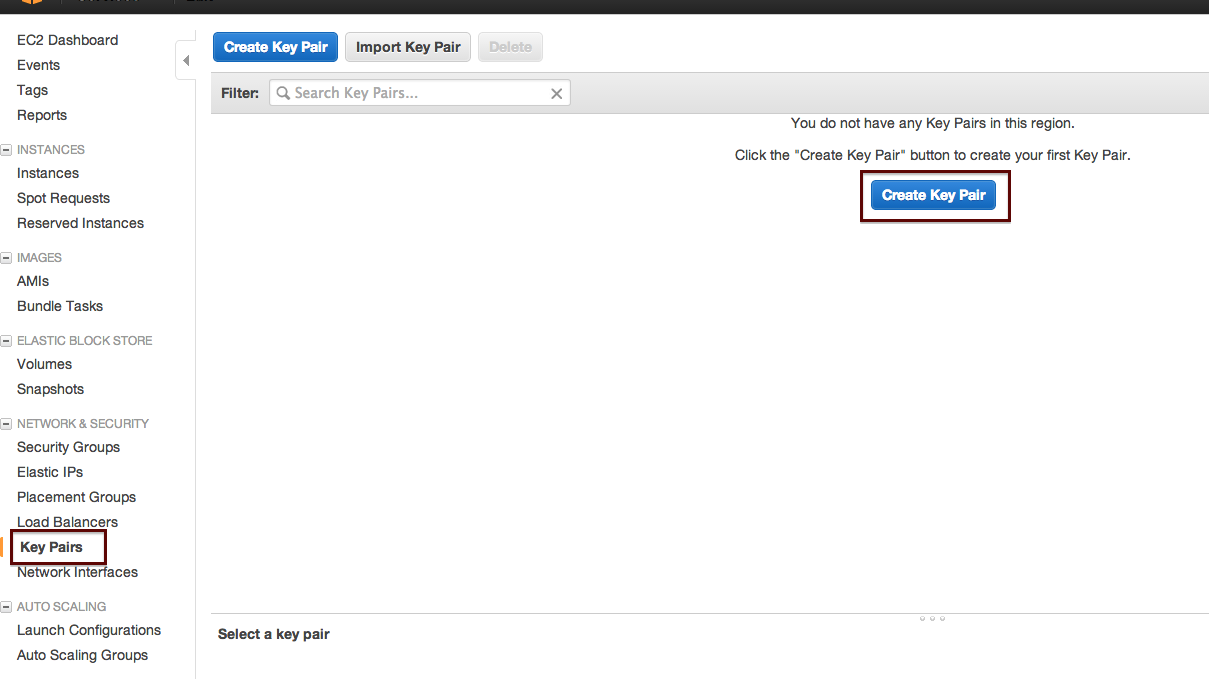 EC2 Dashboard
Events
Tags
Reports
INSTANCES
Instances
Spot Requests
Reserved Instances
IMAGES
AMIs
Bundle Tasks
ELASTIC BLOCK STORE
Volumes
Snapshots
NETWORK & SECURITY
Security Groups
Elastic IPs
Placement Groups
Load Balancers
Key Pairs
Network Interfaces
AUTO SCALING
Launch Configurations
Auto Scaling Groups
Create Key Pair Import Key Pair Delete
Filter: Search Key Pairs...
You do not have any Key Pairs in this region.
Click the "Create Key Pair" button to create your first Key Pair.
Create Key Pair
Select a key pair